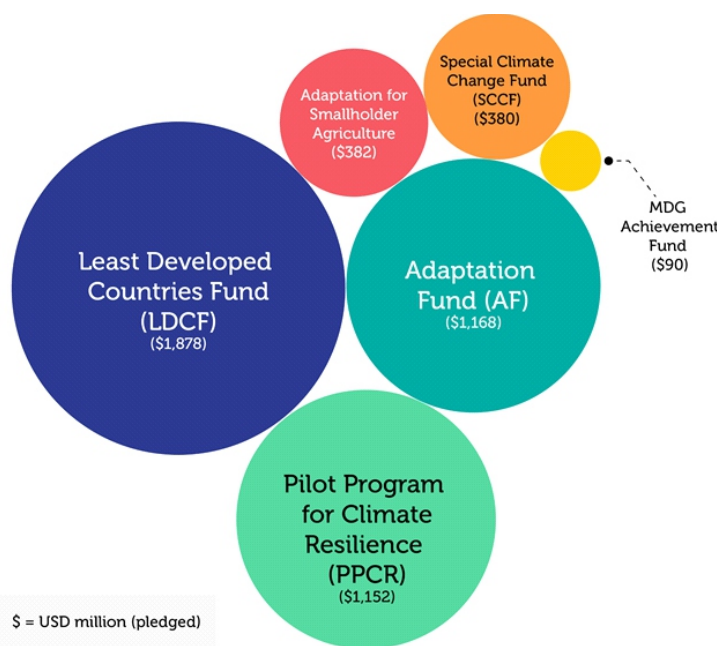 Special Climate
Change Fund
(SCCF)
($380)
Adaptation for
Smallholder
Agriculture
($382)
MDG
Achievement
Fund
($90)
Least Developed
Countries Fund
(LDCF)
($1,878)
Adaptation
Fund (AF)
($1,168)
Pilot Program
for Climate
Resilience
(PPCR)
($1,152)
$ = USD million (pledged)